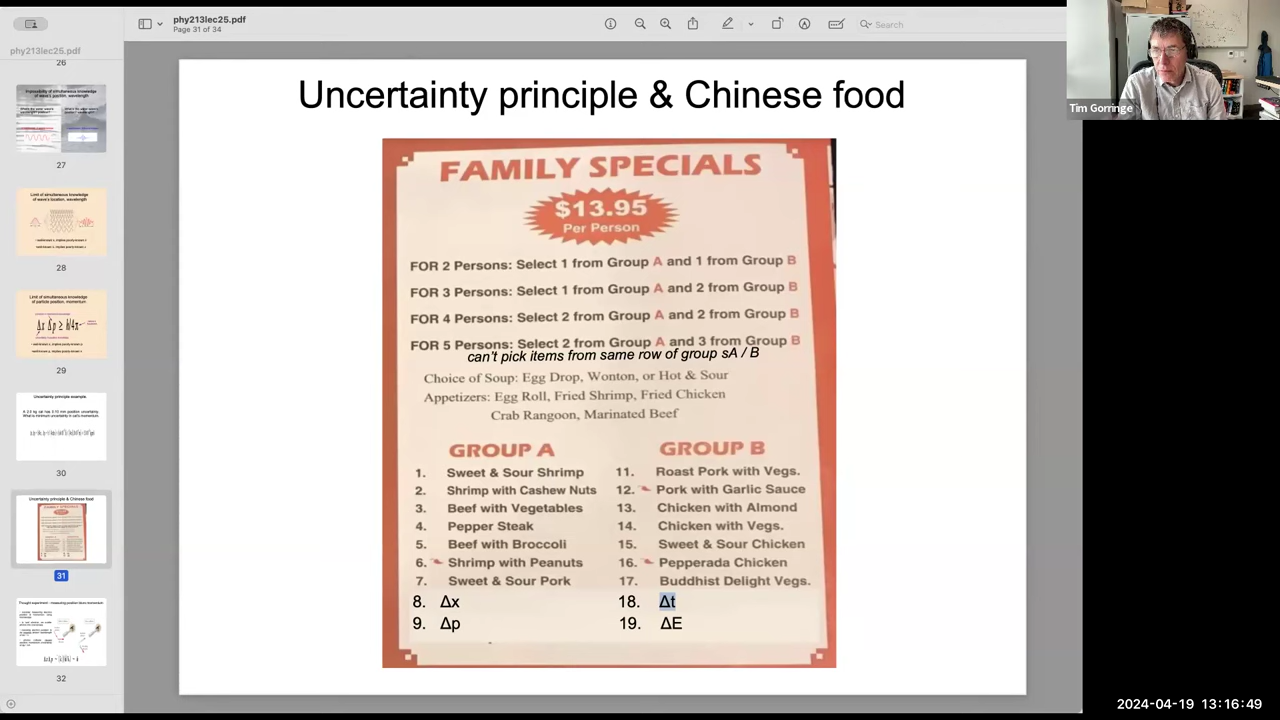 phy213lec25.pdf
Page 31 of 34
Search
phy213lec25.pdf
26
27
28
29
Uncertainty principle example
30
Uncertainty principle & Chinese food
31
32
Uncertainty principle & Chinese food
FAMILY SPECIALS
$13.95
Per Person
FOR 2 Persons: Select 1 from Group A and 1 from Group B
FOR 3 Persons: Select 1 from Group A and 2 from Group B
FOR 4 Persons: Select 2 from Group A and 2 from Group B
FOR 5 Persons: Select 2 from Group A and 3 from Group B
can't pick items from same row of group sA / B
Choice of Soup: Egg Drop, Wonton, or Hot & Sour
Appetizers: Egg Roll, Fried Shrimp, Fried Chicken
Crab Rangoon, Marinated Beef
GROUP A
1. Sweet & Sour Shrimp
2. Shrimp with Cashew Nuts
3. Beef with Vegetables
4. Pepper Steak
5. Beef with Broccoli
6. Shrimp with Peanuts
7. Sweet & Sour Pork
8. Δx
9. Δp
GROUP B
11. Roast Pork with Vegs.
12. Pork with Garlic Sauce
13. Chicken with Almond
14. Chicken with Vegs.
15. Sweet & Sour Chicken
16. Pepperada Chicken
17. Buddhist Delight Vegs.
18. Δt
19. ΔE
Tim Gorringe
2024-04-19 13:16:49